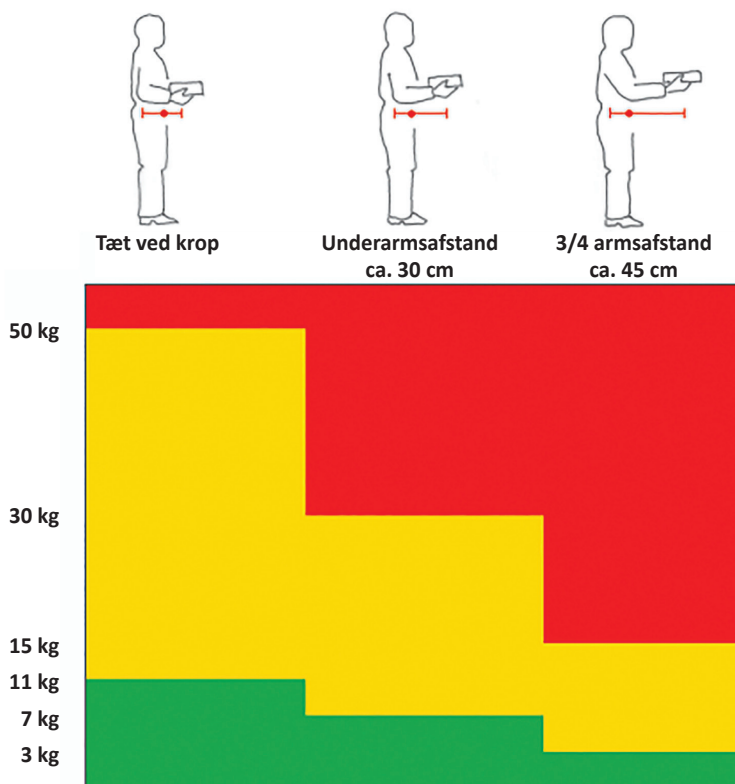 Tæt ved krop
Underarmsafstand
ca. 30 cm
3/4 armsafstand
ca. 45 cm
50 kg
30 kg
15 kg
11 kg
7 kg
3 kg